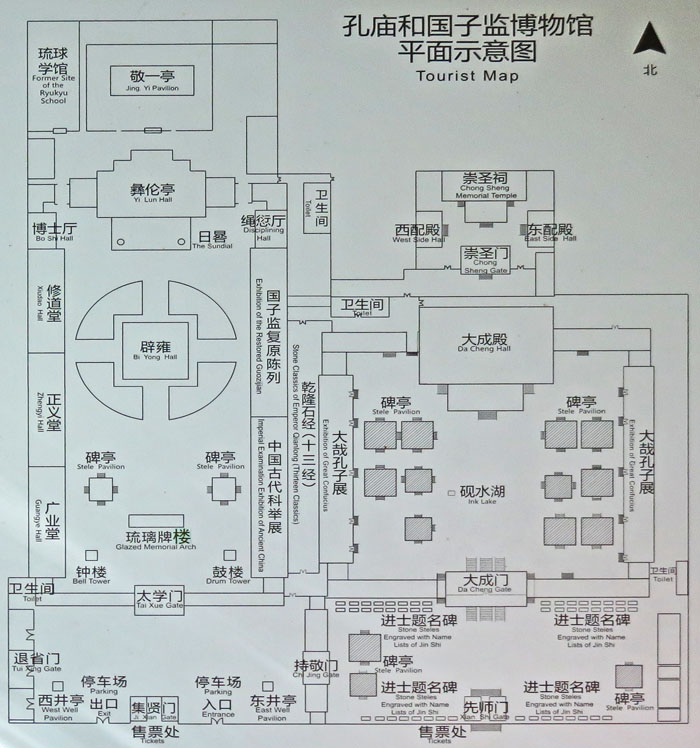 孔庙和国子监博物馆
平面示意图
Tourist Map
北
琉球
学馆
Former Site
of the
Ryukyu
School
敬一亭
Jing Yi Pavilion
彝伦亭
Yi Lun Hall
博士厅
Bo Shi Hall
日晷
The Sundial
绳愆厅
Disciplining
Hall
卫生间
Toilet
崇圣祠
Chong Sheng
Memorial Temple
西配殿
West Side Hall
东配殿
East Side Hall
崇圣门
Chong
Sheng Gate
修道堂
Xiudao Hall
辟雍
Bi Yong Hall
国子监复原陈列
Exhibition of the Restored Guozijian
卫生间
Toilet
大成殿
Da Cheng Hall
正义堂
Zhengyi Hall
乾隆石经(十三经)
Stone Classics of Emperor Qianlong (Thirteen Classics)
大哉孔子展
Exhibition of Great Confucius
碑亭
Stele Pavilion
碑亭
Stele Pavilion
大哉孔子展
Exhibition of Great Confucius
碑亭
Stele Pavilion
碑亭
Stele Pavilion
中国古代科举展
Imperial Examination Exhibition of Ancient China
砚水湖
Ink Lake
广业堂
Guangye Hall
琉璃牌楼
Glazed Memorial Arch
钟楼
Bell Tower
鼓楼
Drum Tower
卫生间
Toilet
太学门
Tai Xue Gate
大成门
Da Cheng Gate
卫生间
Toilet
进士题名碑
Stone Steles
Engraved with Name
Lists of Jin Shi
进士题名碑
Stone Steles
Engraved with Name
Lists of Jin Shi
退省门
Tui Xing Gate
持敬门
Chi Jing Gate
碑亭
Stele Pavilion
停车场
Parking
停车场
Parking
西井亭
West Well
Pavilion
出口
Exit
集贤门
Ji Xian Gate
入口
Entrance
东井亭
East Well
Pavilion
进士题名碑
Stone Steles
Engraved with Name
Lists of Jin Shi
先师门
Xian Shi Gate
进士题名碑
Stone Steles
Engraved with Name
Lists of Jin Shi
碑亭
Stele Pavilion
售票处
Tickets
售票处
Tickets